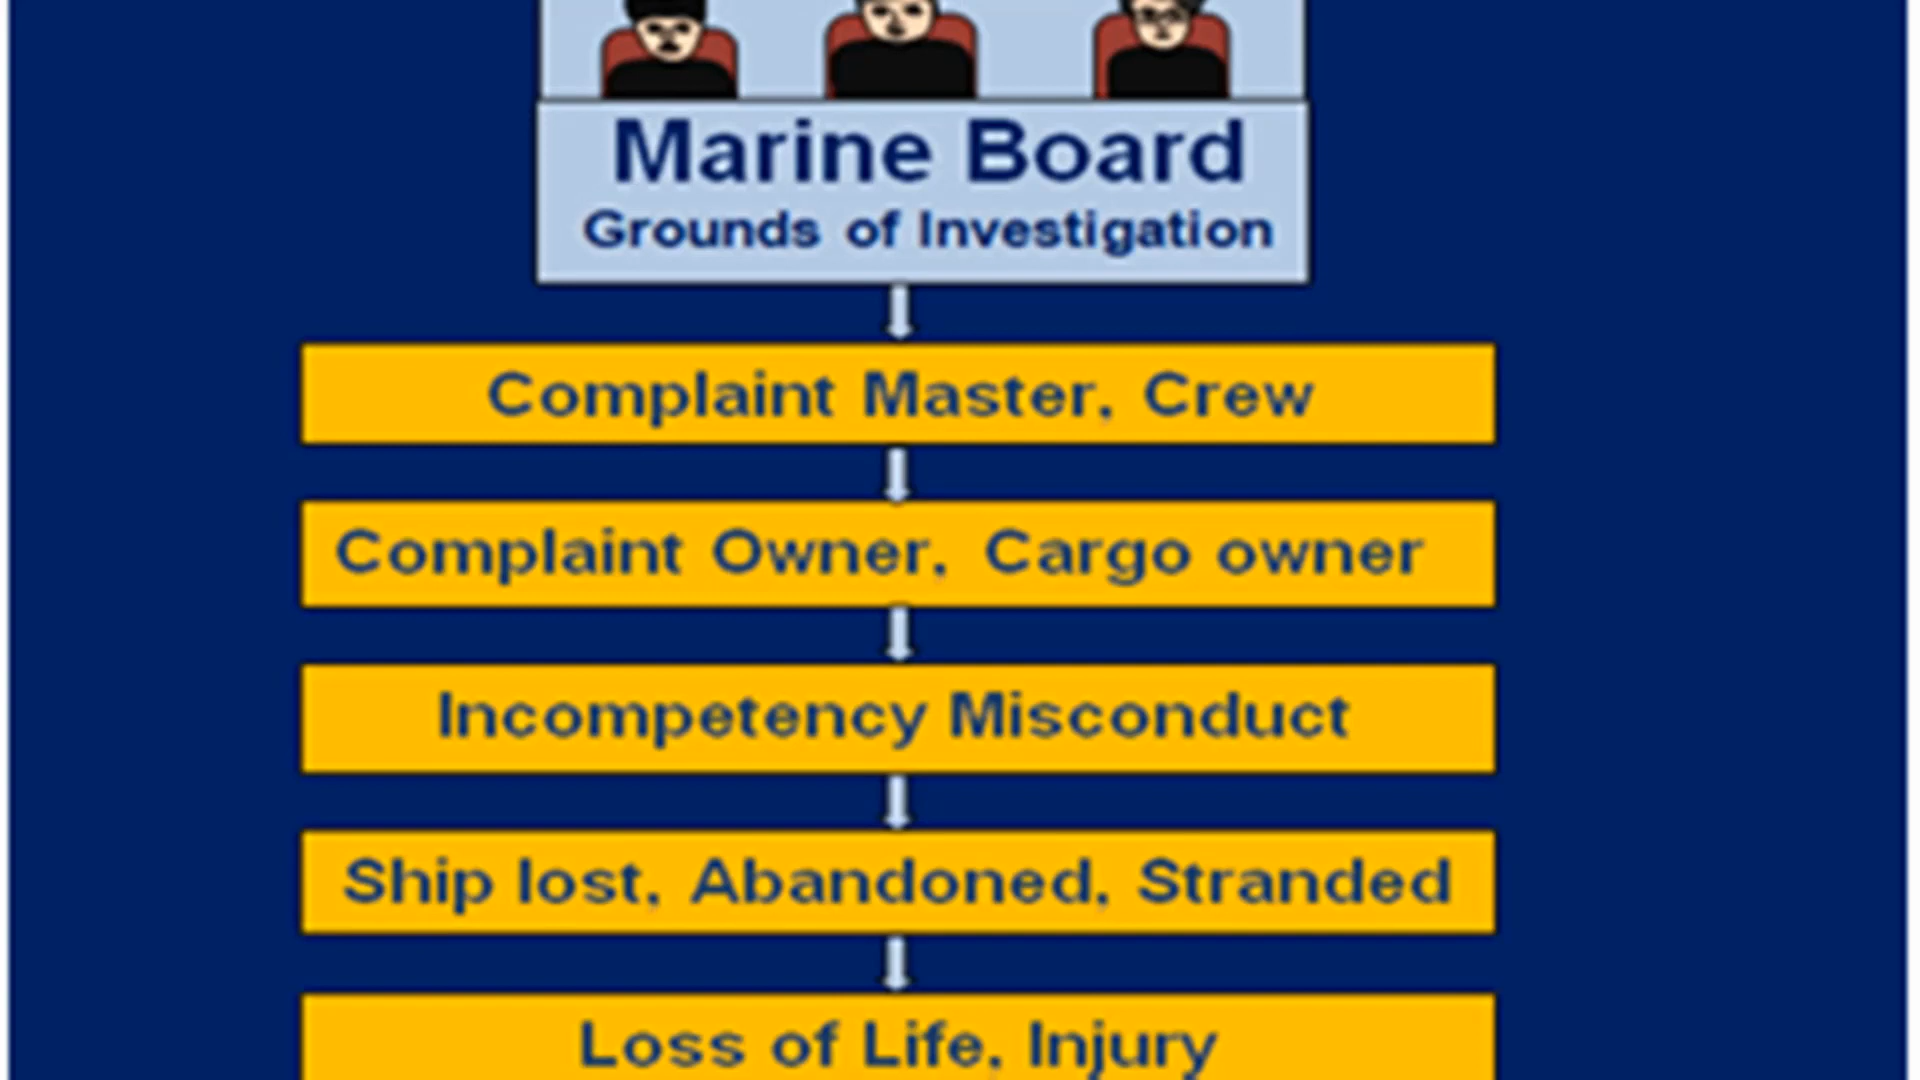 Marine Board
Grounds of Investigation
Complaint Master, Crew
Complaint Owner, Cargo owner
Incompetency Misconduct
Ship lost, Abandoned, Stranded
Loss of Life, Injury